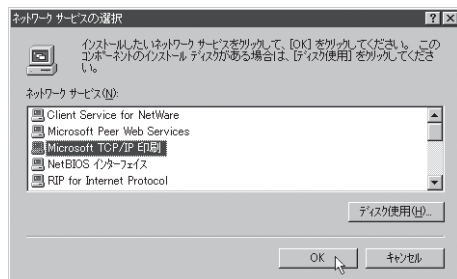 ネットワーク サービスの選択
インストールしたいネットワーク サービスをクリックして、[OK] をクリックしてください。この
コンポーネントのインストール ディスクがある場合は、[ディスク使用] をクリックしてくださ
い。
ネットワーク サービス(N):
Client Service for NetWare
Microsoft Peer Web Services
Microsoft TCP/IP 印刷
NetBIOS インターフェイス
RIP for Internet Protocol
ディスク使用(H)...
OK
キャンセル